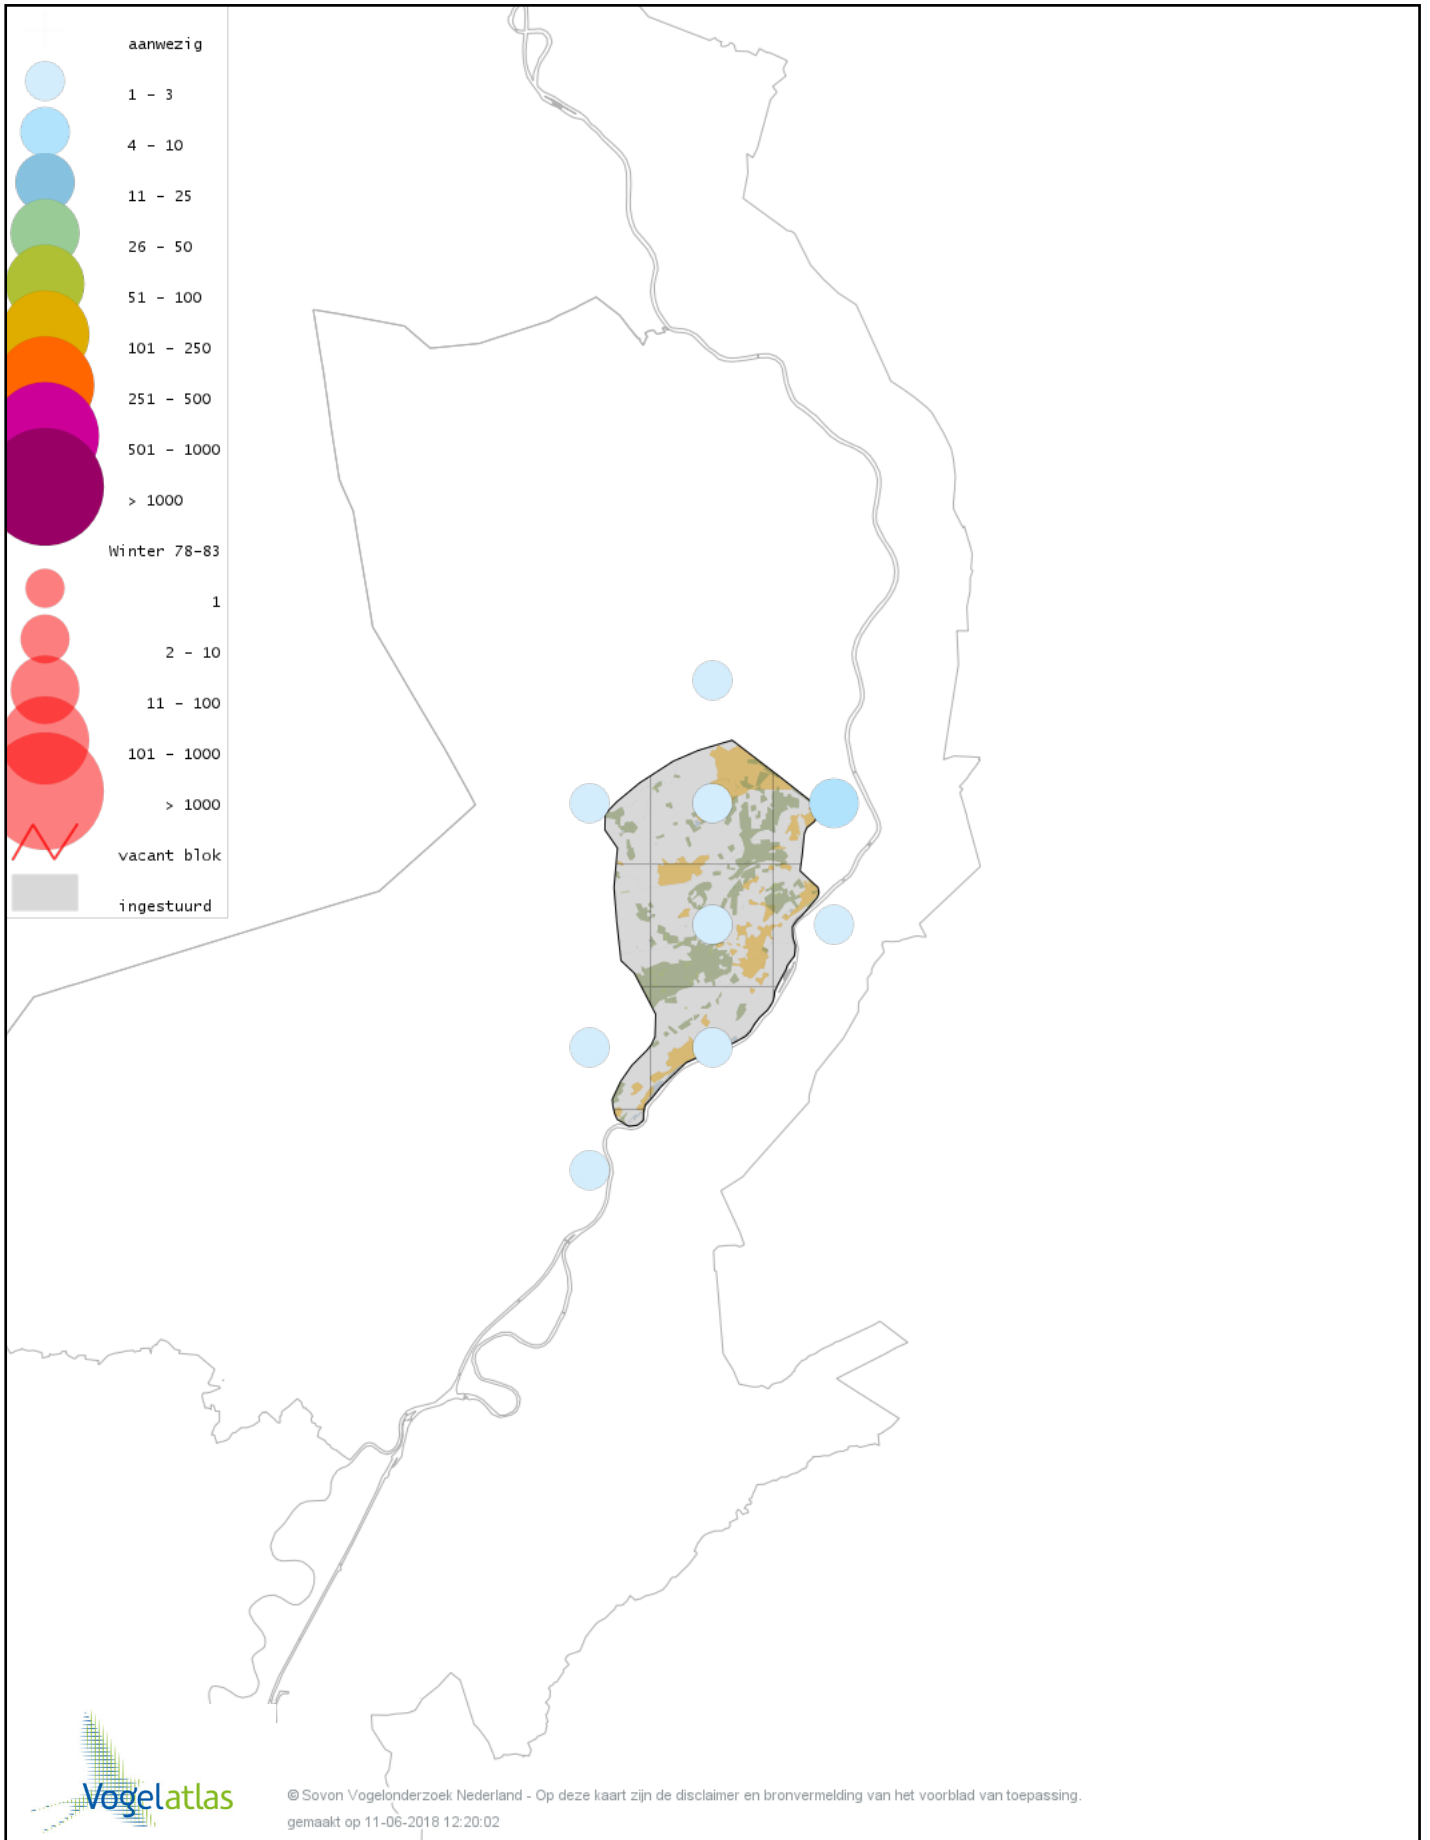 aanwezig
1 - 3
4 - 10
11 - 25
26 - 50
51 - 100
101 - 250
251 - 500
501 - 1000
> 1000
Winter 78-83
1
2 - 10
11 - 100
101 - 1000
> 1000
vacant blok
ingestuurd
Vogelatlas
© Sovon Vogelonderzoek Nederland - Op deze kaart zijn de disclaimer en bronvermelding van het voorblad van toepassing.
gemaakt op 11-06-2018 12:20:02